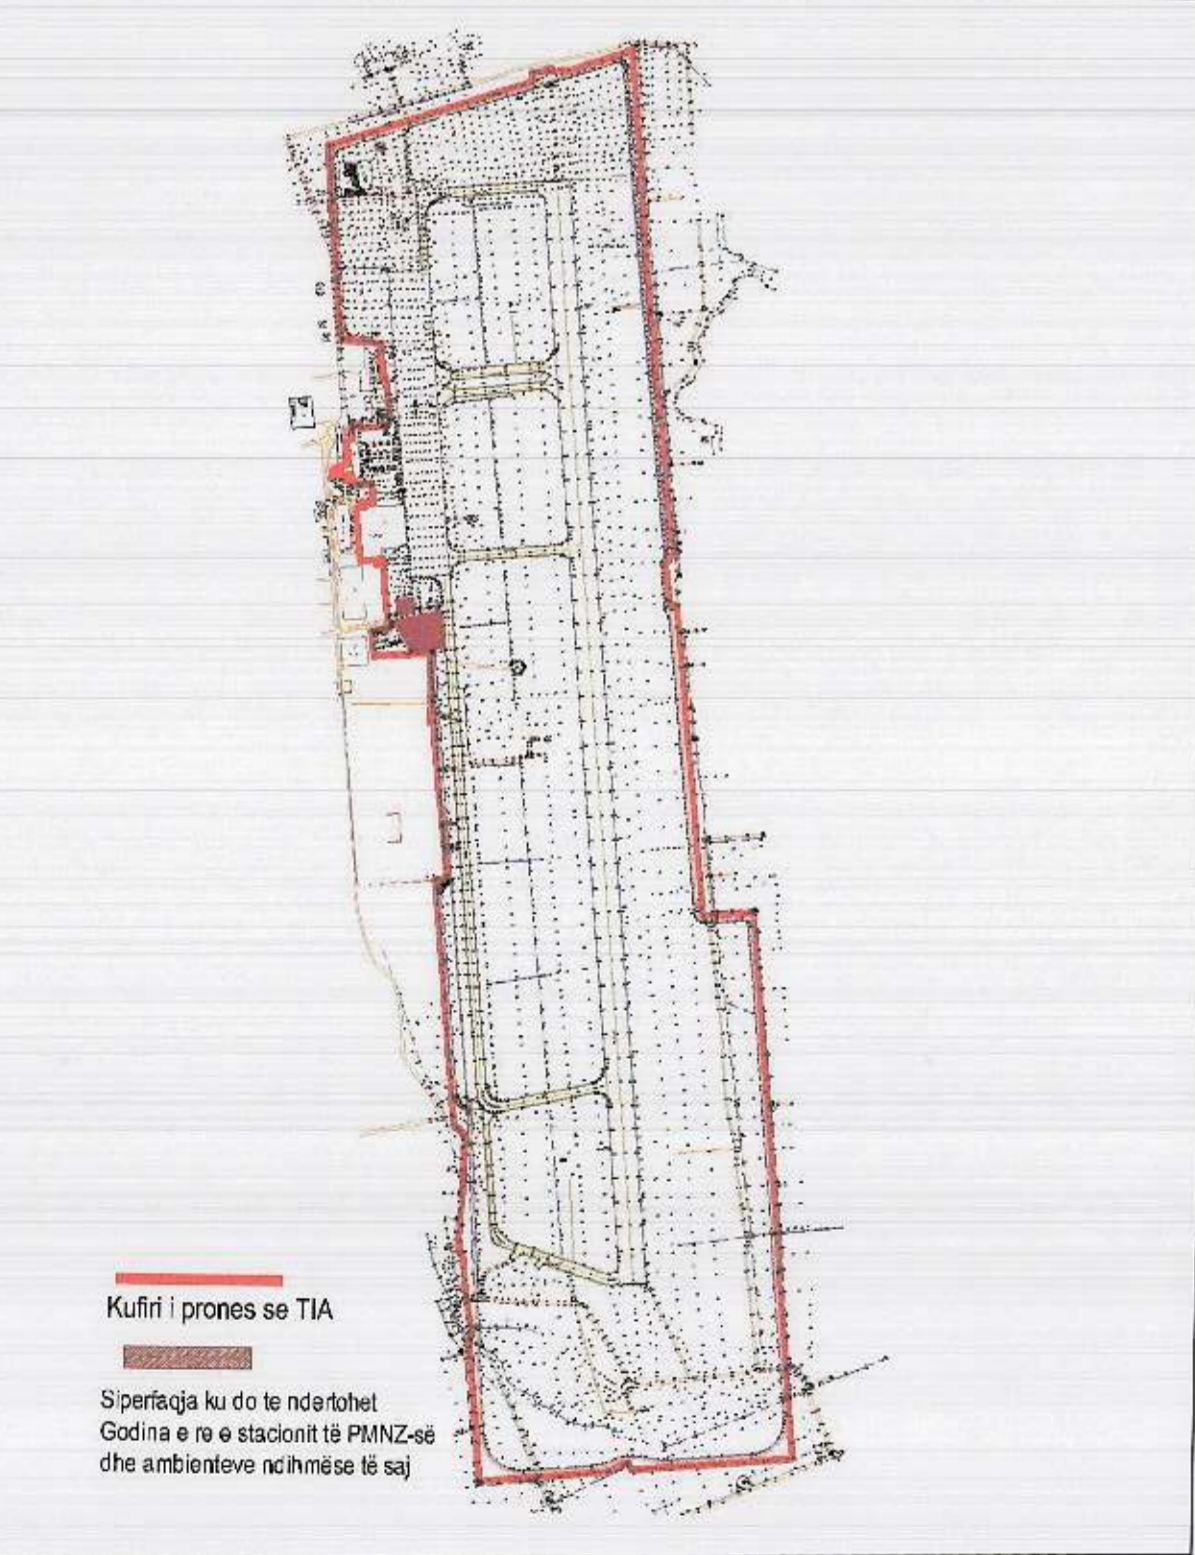 Kufiri i prones se TIA
Siperfaqja ku do te ndertohet
Godina e re e stacionit të PMNZ-së
dhe ambienteve ndihmëse të saj